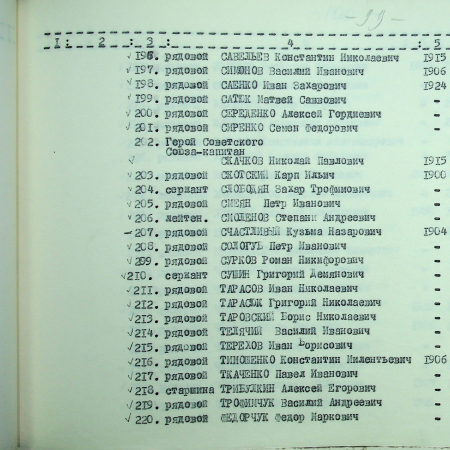 - 99 -
I : 2 : 3 : 4 : 5
196. рядовой САВЕЛЬЕВ Константин Николаевич 1915
197. рядовой СИМОНОВ Василий Иванович 1906
198. рядовой САЕНКО Иван Захарович 1924
199. рядовой САТЮК Матвей Саввович -
200. рядовой СЕРЕДЕНКО Алексей Гордиевич -
201. рядовой СИРЕНКО Семен Федорович -
202. Герой Советского
Союза-капитан
СКАЧКОВ Николай Павлович 1915
203. рядовой СКОТСКИЙ Карп Ильич 1900
204. сержант СЛОБОДЯН Захар Трофимович -
205. рядовой СМЕЯН Петр Иванович -
206. лейтен. СМОЛЕНОВ Степан Андреевич -
207. рядовой СЧАСТЛИВЫЙ Кузьма Назарович 1904
208. рядовой СОЛОГУБ Петр Иванович -
209. рядовой СУРКОВ Роман Никифорович -
210. сержант СУШИН Григорий Демянович -
211. рядовой ТАРАСОВ Иван Николаевич -
212. рядовой ТАРАСЮК Григорий Николаевич -
213. рядовой ТАРОВСКИЙ Борис Николаевич -
214. рядовой ТЕЛЯЧИЙ Василий Иванович -
215. рядовой ТЕРЕХОВ Иван Борисович -
216. рядовой ТИМОШЕНКО Константин Милентьевич 1906
217. рядовой ТКАЧЕНКО Павел Иванович -
218. старшина ТРИБУЛКИН Алексей Егорович -
219. рядовой ТРОФИМЧУК Василий Андреевич -
220. рядовой ФЕДОРЧУК Федор Маркович -